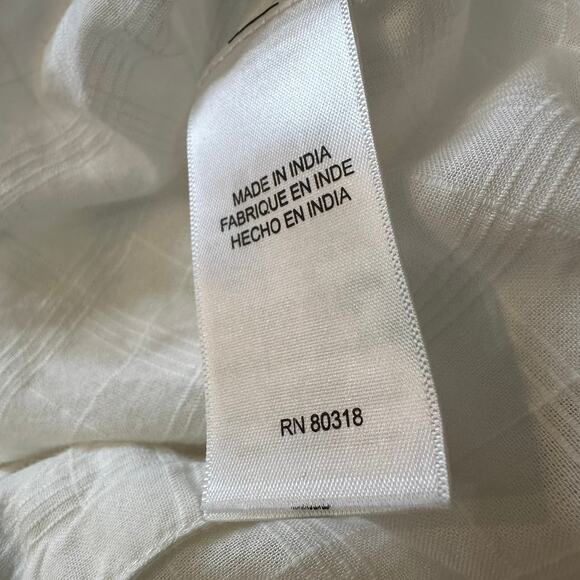 MADE IN INDIA
FABRIQUE EN INDE
HECHO EN INDIA
RN 80318